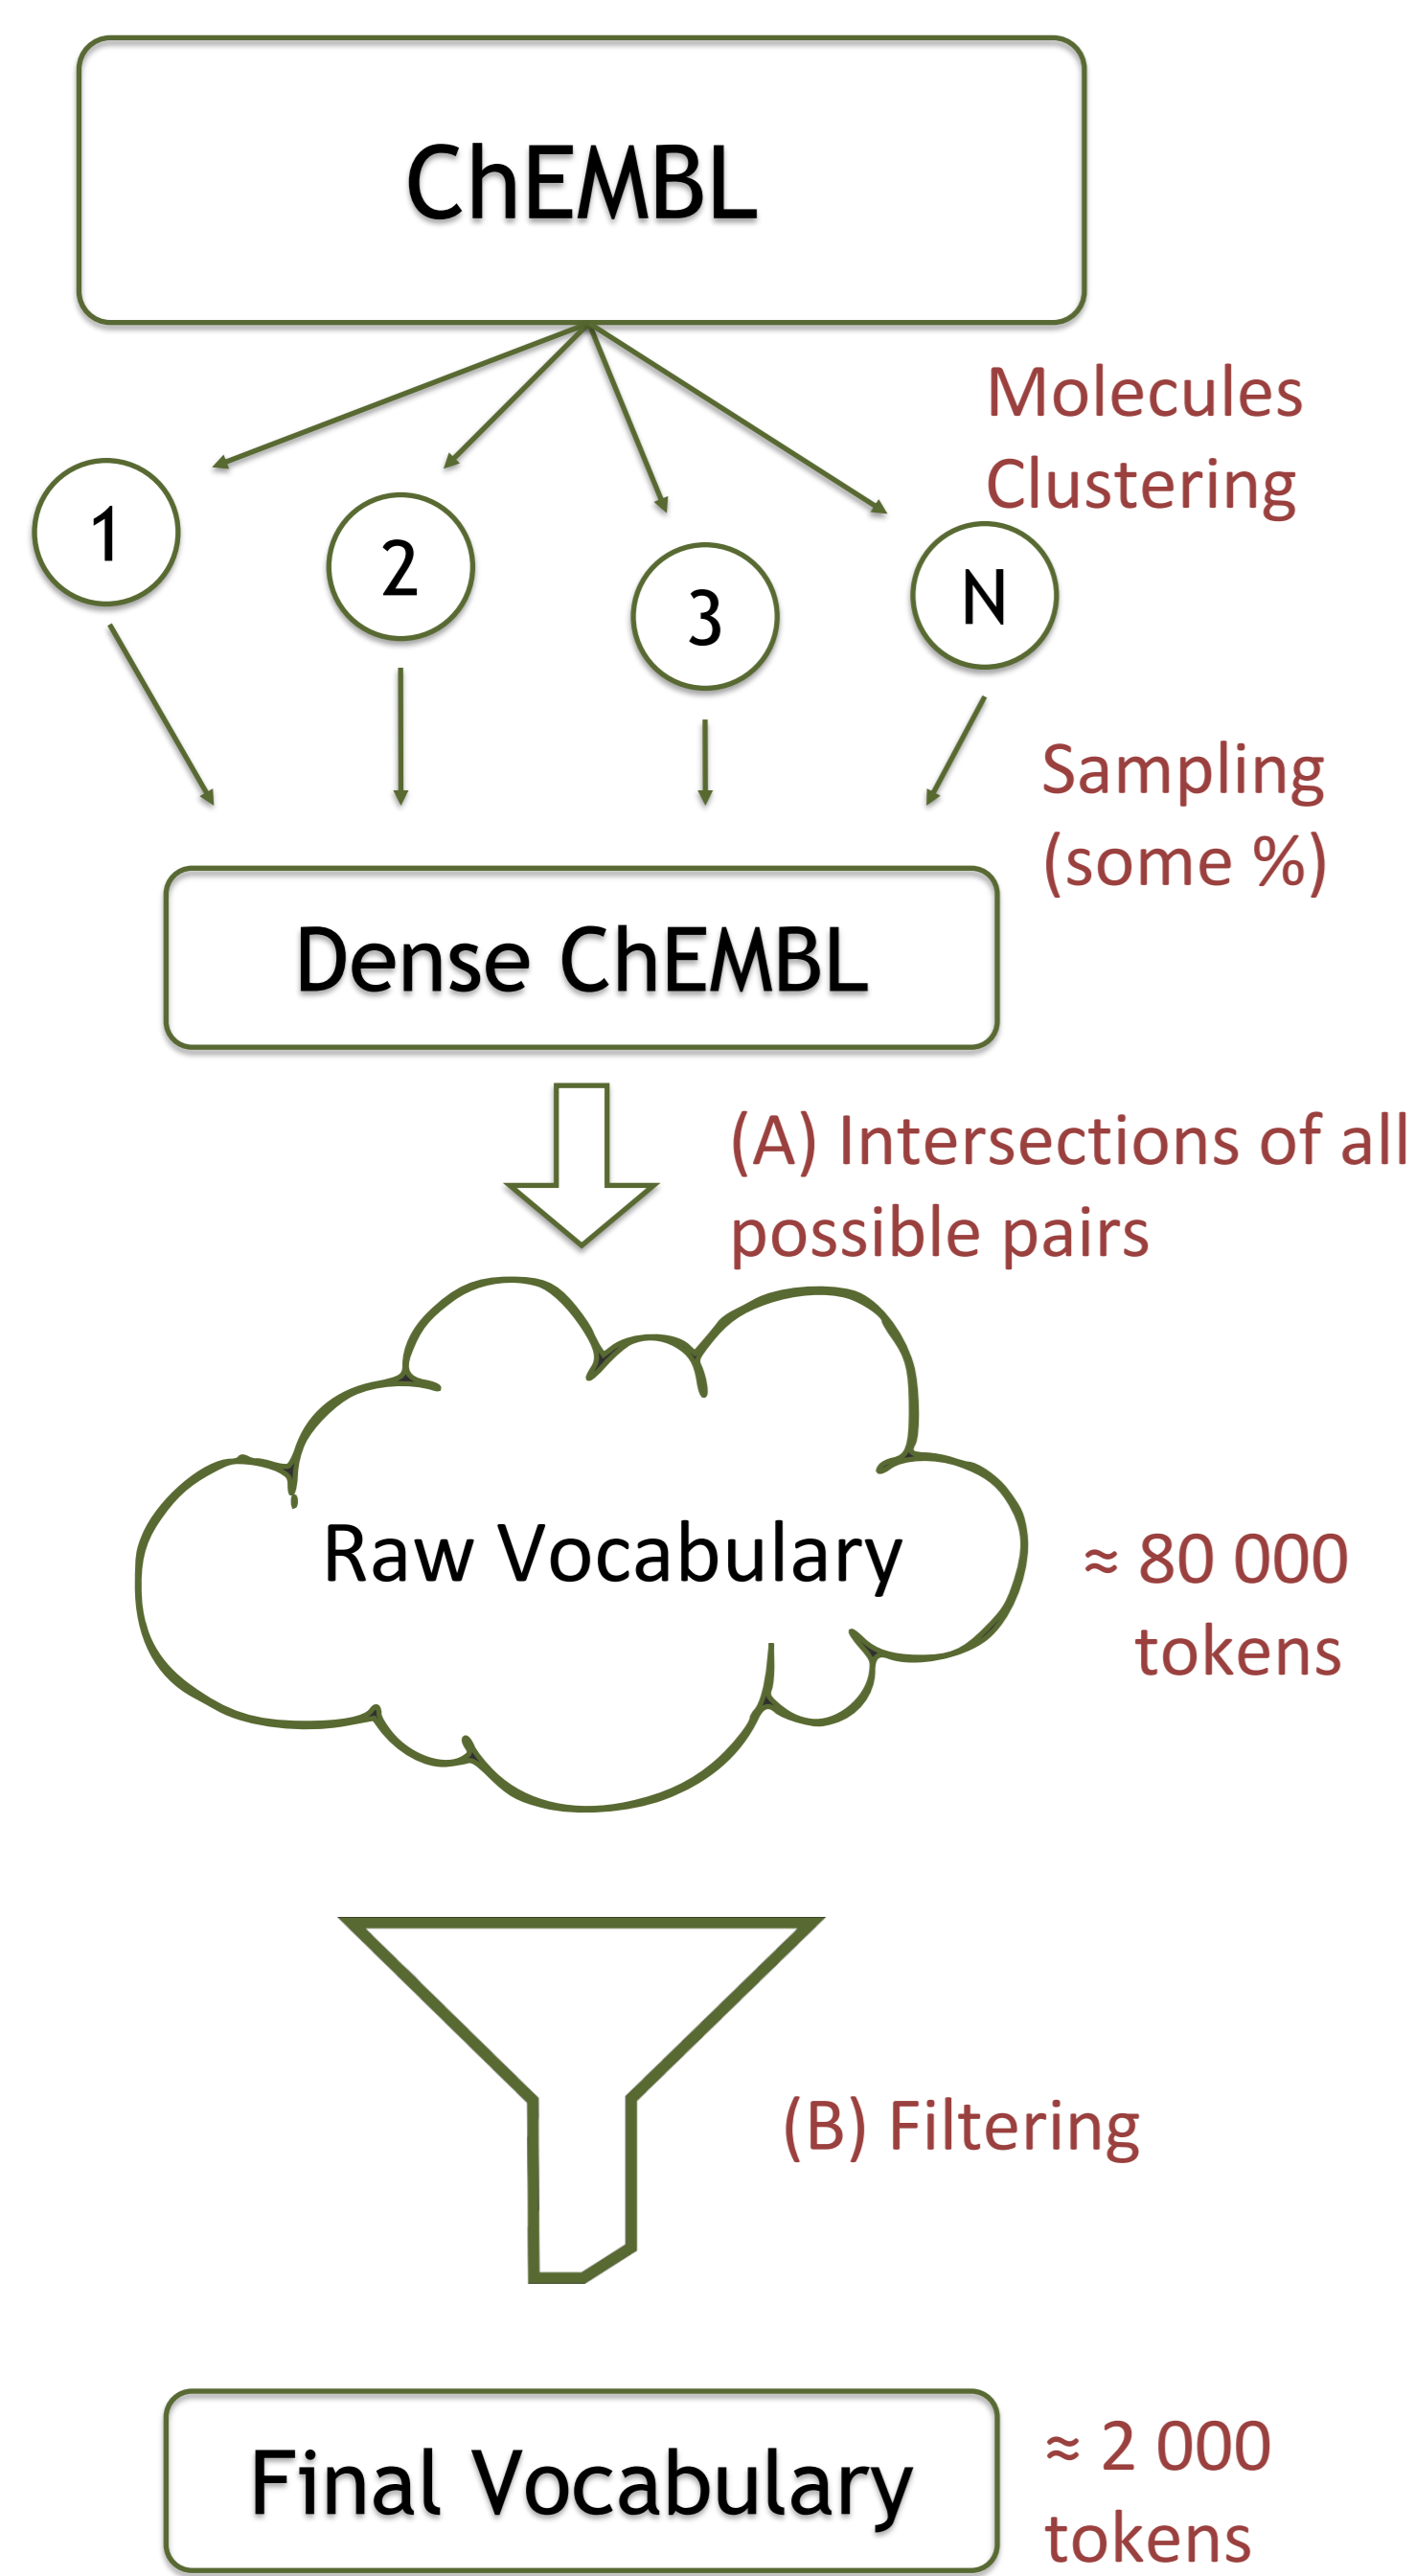 ChEMBL
Molecules
Clustering
1
2
3
N
Sampling
(some %)
Dense ChEMBL
(A) Intersections of all
possible pairs
Raw Vocabulary
≈ 80 000
tokens
(B) Filtering
Final Vocabulary
≈ 2 000
tokens